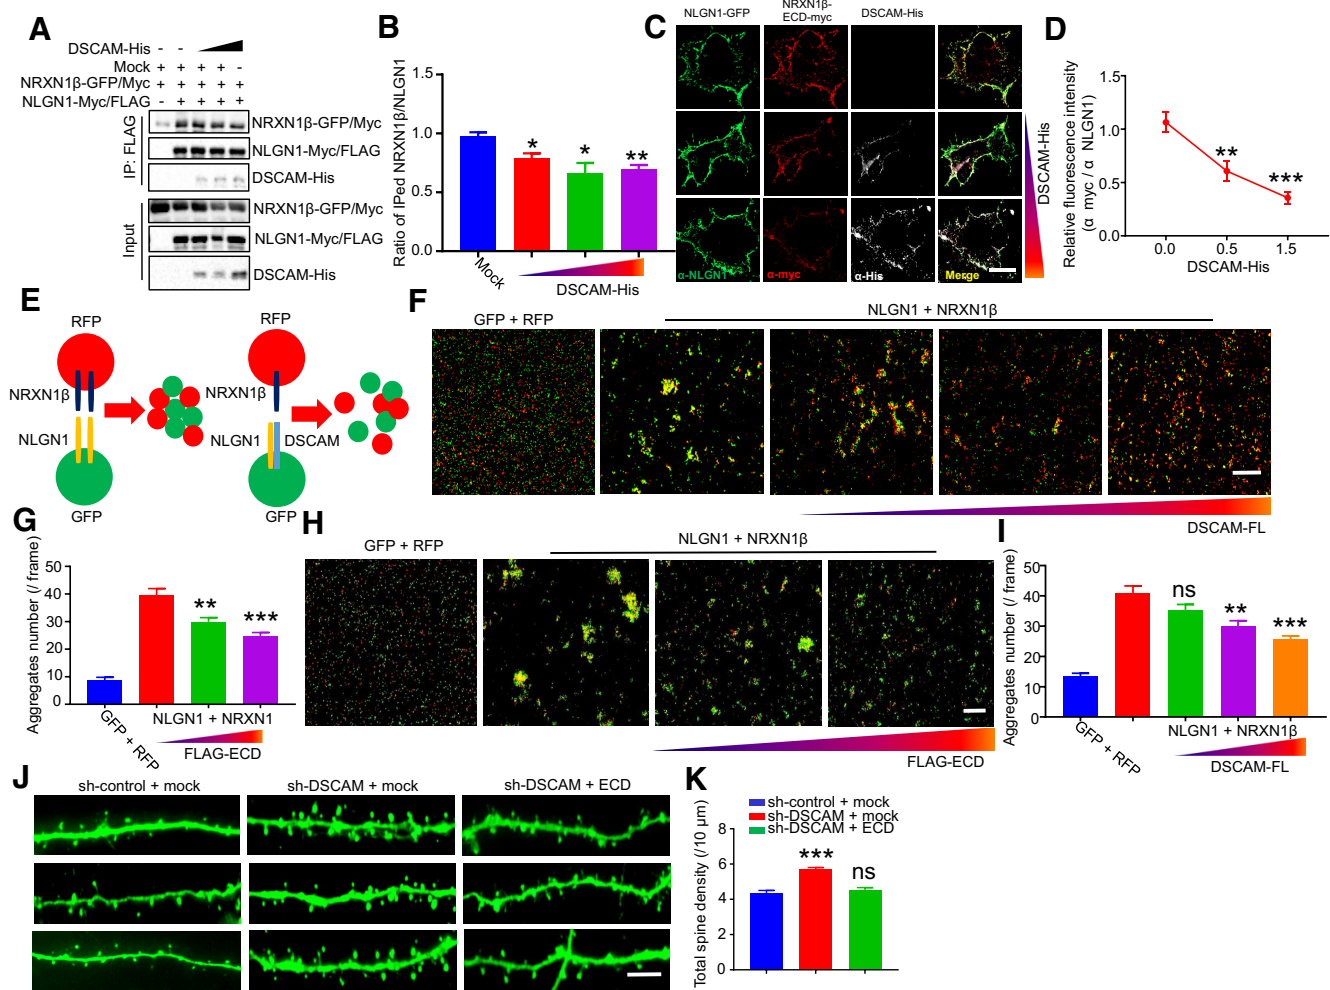 A
DSCAM-His - -
Mock + + + + -
NRXN1β-GFP/Myc + + + + +
NLGN1-Myc/FLAG - + + + +
IP: FLAG
NRXN1β-GFP/Myc
NLGN1-Myc/FLAG
DSCAM-His
Input
NRXN1β-GFP/Myc
NLGN1-Myc/FLAG
DSCAM-His
B
Ratio of IPed NRXN1β/NLGN1
1.5
1.0
0.5
0.0
* * **
Mock
DSCAM-His
C
NLGN1-GFP
NRXN1β-
ECD-myc
DSCAM-His
α-NLGN1
α-myc
α-His
Merge
DSCAM-His
D
Relative fluorescence intensity
(α myc / α NLGN1)
1.5
1.0
0.5
0.0
**
***
0.0 0.5 1.5
DSCAM-His
E
RFP
NRXN1β
NLGN1
GFP
RFP
NRXN1β
NLGN1 DSCAM
GFP
F
GFP + RFP
NLGN1 + NRXN1β
DSCAM-FL
G
Aggregates number (/ frame)
50
40
30
20
10
0
**
***
GFP + RFP
NLGN1 + NRXN1
FLAG-ECD
H
GFP + RFP
NLGN1 + NRXN1β
FLAG-ECD
I
Aggregates number (/ frame)
50
40
30
20
10
0
ns
**
***
GFP + RFP
NLGN1 + NRXN1β
DSCAM-FL
J
sh-control + mock
sh-DSCAM + mock
sh-DSCAM + ECD
K
sh-control + mock
sh-DSCAM + mock
sh-DSCAM + ECD
Total spine density (/10 μm)
8
6
4
2
0
***
ns